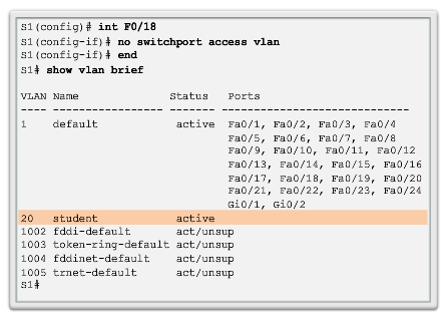 S1(config)# int F0/18
S1(config-if)# no switchport access vlan
S1(config-if)# end
S1# show vlan brief
VLAN Name Status Ports
---- ---------------- ------- -------------------------
1 default active Fa0/1, Fa0/2, Fa0/3, Fa0/4
Fa0/5, Fa0/6, Fa0/7, Fa0/8
Fa0/9, Fa0/10, Fa0/11, Fa0/12
Fa0/13, Fa0/14, Fa0/15, Fa0/16
Fa0/17, Fa0/18, Fa0/19, Fa0/20
Fa0/21, Fa0/22, Fa0/23, Fa0/24
Gi0/1, Gi0/2
20 student active
1002 fddi-default act/unsup
1003 token-ring-default act/unsup
1004 fddinet-default act/unsup
1005 trnet-default act/unsup
S1#